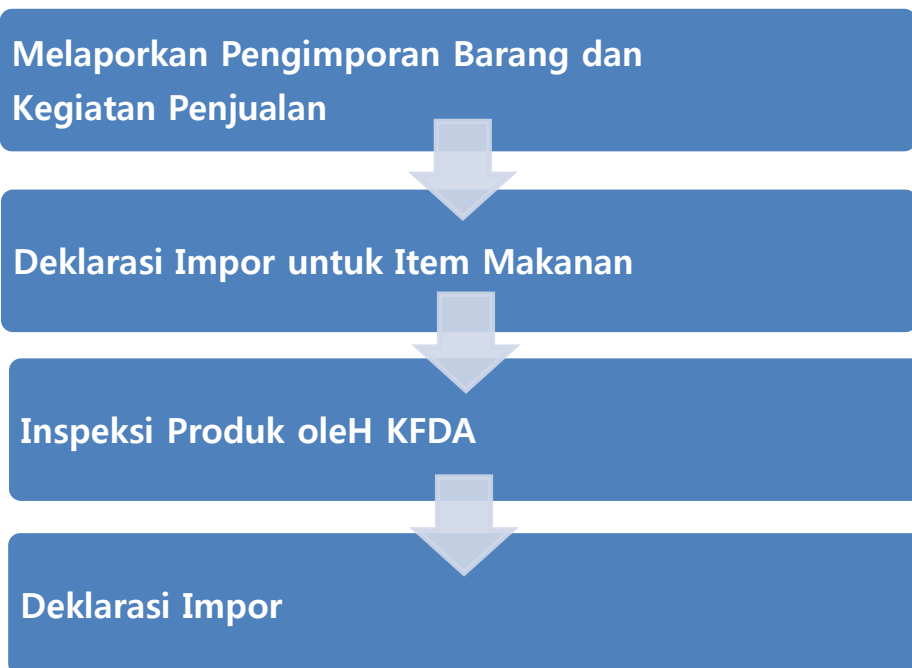 Melaporkan Pengimporan Barang dan
Kegiatan Penjualan
Deklarasi Impor untuk Item Makanan
Inspeksi Produk oleH KFDA
Deklarasi Impor